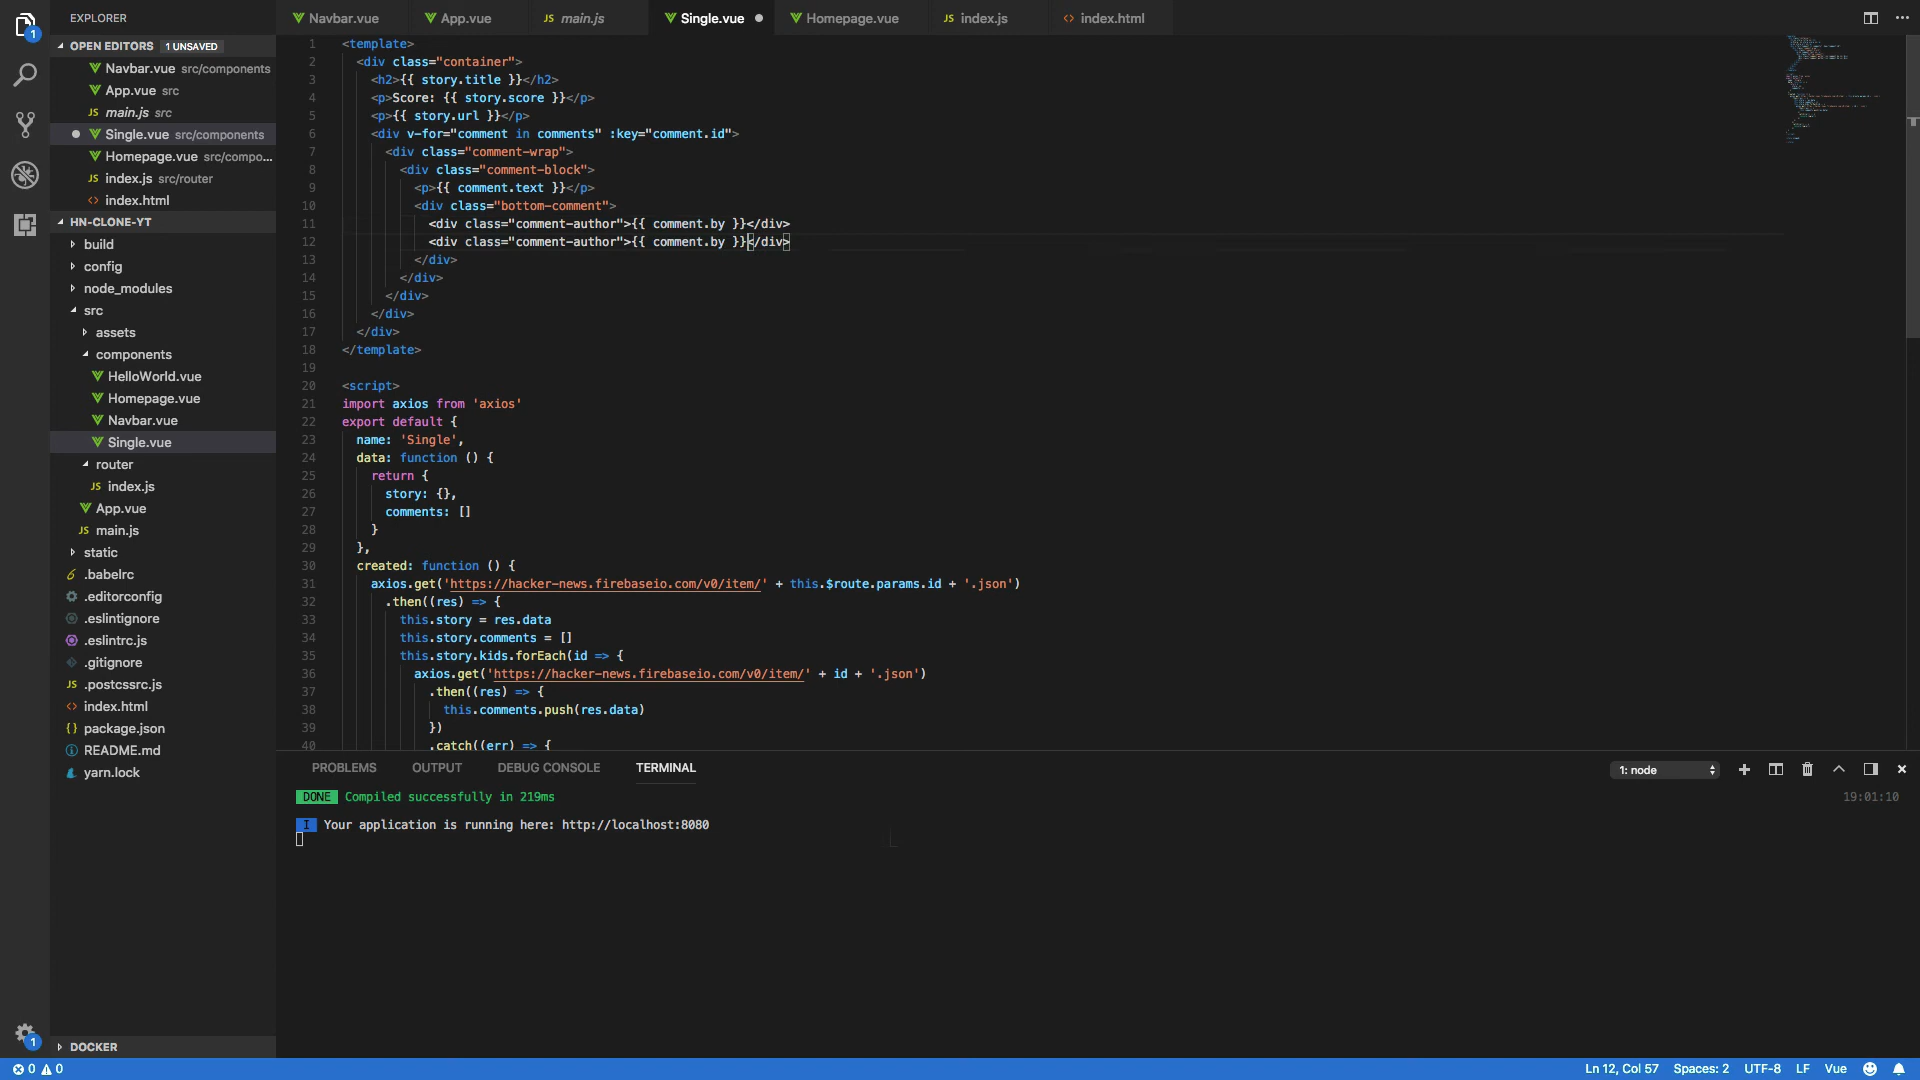 EXPLORER
OPEN EDITORS 1 UNSAVED
Navbar.vue src/components
App.vue src
JS main.js src
Single.vue src/components
Homepage.vue src/compo...
JS index.js src/router
<> index.html
HN-CLONE-YT
build
config
node_modules
src
assets
components
HelloWorld.vue
Homepage.vue
Navbar.vue
Single.vue
router
JS index.js
App.vue
JS main.js
static
.babelrc
.editorconfig
.eslintignore
.eslintrc.js
.gitignore
JS .postcssrc.js
<> index.html
{} package.json
README.md
yarn.lock
DOCKER
1
1
Navbar.vue
App.vue
JS main.js
Single.vue
Homepage.vue
JS index.js
<> index.html
1 <template>
2 <div class="container">
3 <h2>{{ story.title }}</h2>
4 <p>Score: {{ story.score }}</p>
5 <p>{{ story.url }}</p>
6 <div v-for="comment in comments" :key="comment.id">
7 <div class="comment-wrap">
8 <div class="comment-block">
9 <p>{{ comment.text }}</p>
10 <div class="bottom-comment">
11 <div class="comment-author">{{ comment.by }}</div>
12 <div class="comment-author">{{ comment.by }}</div>
13 </div>
14 </div>
15 </div>
16 </div>
17 </div>
18 </template>
19
20 <script>
21 import axios from 'axios'
22 export default {
23 name: 'Single',
24 data: function () {
25 return {
26 story: {},
27 comments: []
28 }
29 },
30 created: function () {
31 axios.get('https://hacker-news.firebaseio.com/v0/item/' + this.$route.params.id + '.json')
32 .then((res) => {
33 this.story = res.data
34 this.story.comments = []
35 this.story.kids.forEach(id => {
36 axios.get('https://hacker-news.firebaseio.com/v0/item/' + id + '.json')
37 .then((res) => {
38 this.comments.push(res.data)
39 })
40 .catch((err) => {
PROBLEMS OUTPUT DEBUG CONSOLE TERMINAL
1: node
DONE Compiled successfully in 219ms 19:01:10
I Your application is running here: http://localhost:8080
0 0
Ln 12, Col 57 Spaces: 2 UTF-8 LF Vue